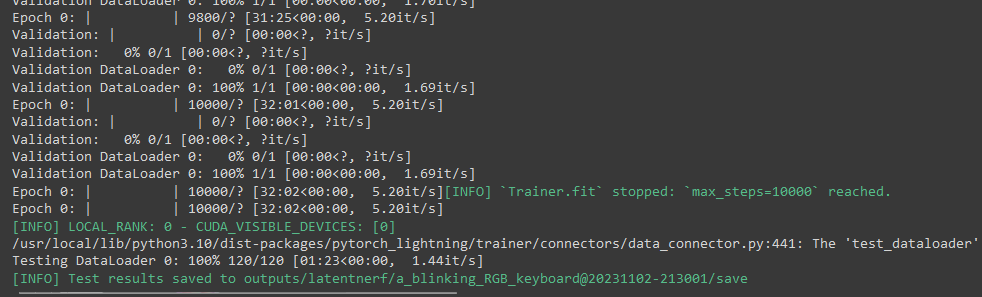 Validation DataLoader 0: 100% 1/1 [00:00<00:00,  1.70it/s]
Epoch 0: |          | 9800/? [31:25<00:00,  5.20it/s]
Validation: |          | 0/? [00:00<?, ?it/s]
Validation:   0% 0/1 [00:00<?, ?it/s]
Validation DataLoader 0:   0% 0/1 [00:00<?, ?it/s]
Validation DataLoader 0: 100% 1/1 [00:00<00:00,  1.69it/s]
Epoch 0: |          | 10000/? [32:01<00:00,  5.20it/s]
Validation: |          | 0/? [00:00<?, ?it/s]
Validation:   0% 0/1 [00:00<?, ?it/s]
Validation DataLoader 0:   0% 0/1 [00:00<?, ?it/s]
Validation DataLoader 0: 100% 1/1 [00:00<00:00,  1.69it/s]
Epoch 0: |          | 10000/? [32:02<00:00,  5.20it/s][INFO] `Trainer.fit` stopped: `max_steps=10000` reached.
Epoch 0: |          | 10000/? [32:02<00:00,  5.20it/s]
[INFO] LOCAL_RANK: 0 - CUDA_VISIBLE_DEVICES: [0]
/usr/local/lib/python3.10/dist-packages/pytorch_lightning/trainer/connectors/data_connector.py:441: The 'test_dataloader'
Testing DataLoader 0: 100% 120/120 [01:23<00:00,  1.44it/s]
[INFO] Test results saved to outputs/latentnerf/a_blinking_RGB_keyboard@20231102-213001/save